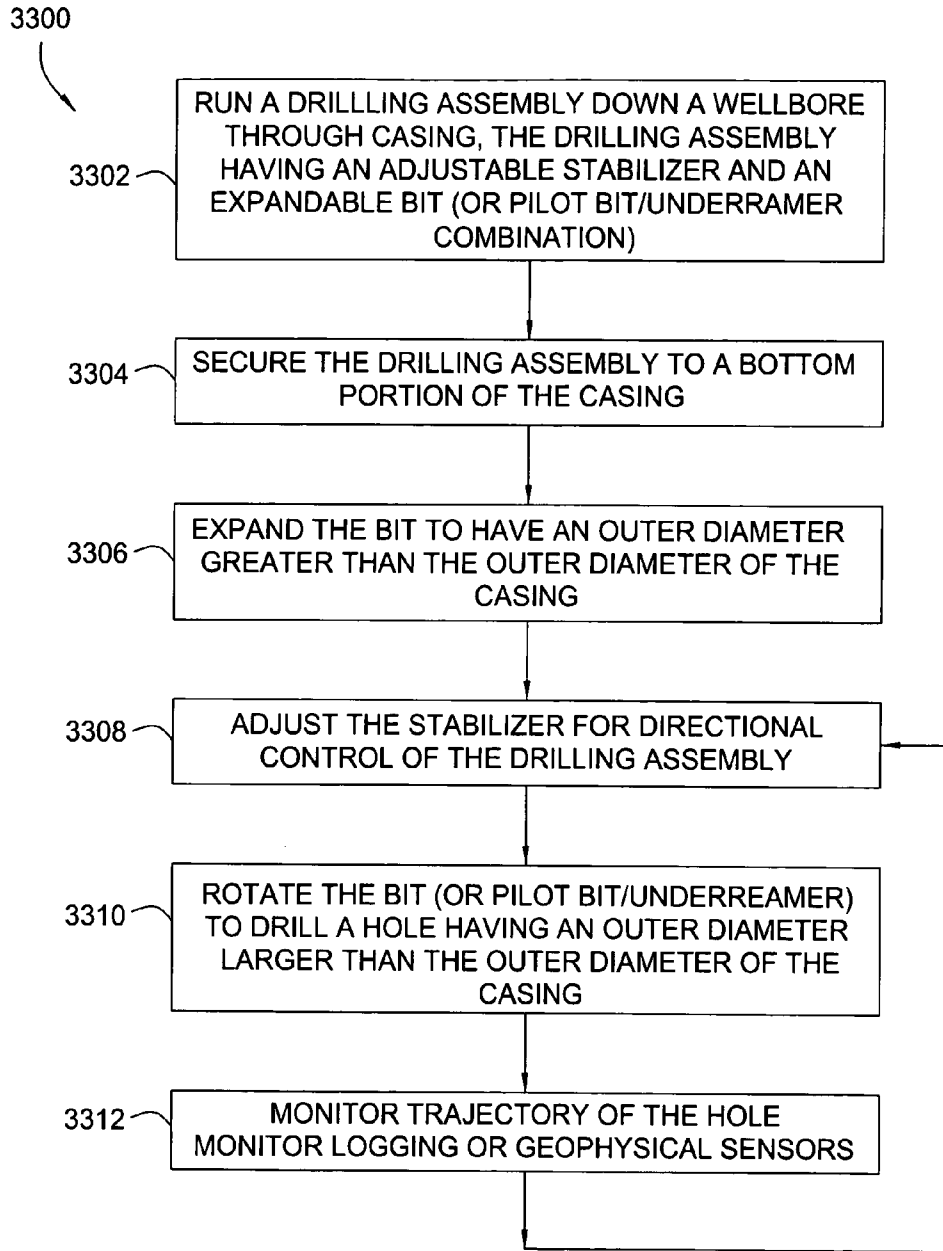 3300
RUN A DRILLLING ASSEMBLY DOWN A WELLBORE
THROUGH CASING, THE DRILLING ASSEMBLY
HAVING AN ADJUSTABLE STABILIZER AND AN
EXPANDABLE BIT (OR PILOT BIT/UNDERRAMER
COMBINATION)
3302
SECURE THE DRILLING ASSEMBLY TO A BOTTOM
PORTION OF THE CASING
3304
EXPAND THE BIT TO HAVE AN OUTER DIAMETER
GREATER THAN THE OUTER DIAMETER OF THE
CASING
3306
ADJUST THE STABILIZER FOR DIRECTIONAL
CONTROL OF THE DRILLING ASSEMBLY
3308
ROTATE THE BIT (OR PILOT BIT/UNDERREAMER)
TO DRILL A HOLE HAVING AN OUTER DIAMETER
LARGER THAN THE OUTER DIAMETER OF THE
CASING
3310
MONITOR TRAJECTORY OF THE HOLE
MONITOR LOGGING OR GEOPHYSICAL SENSORS
3312